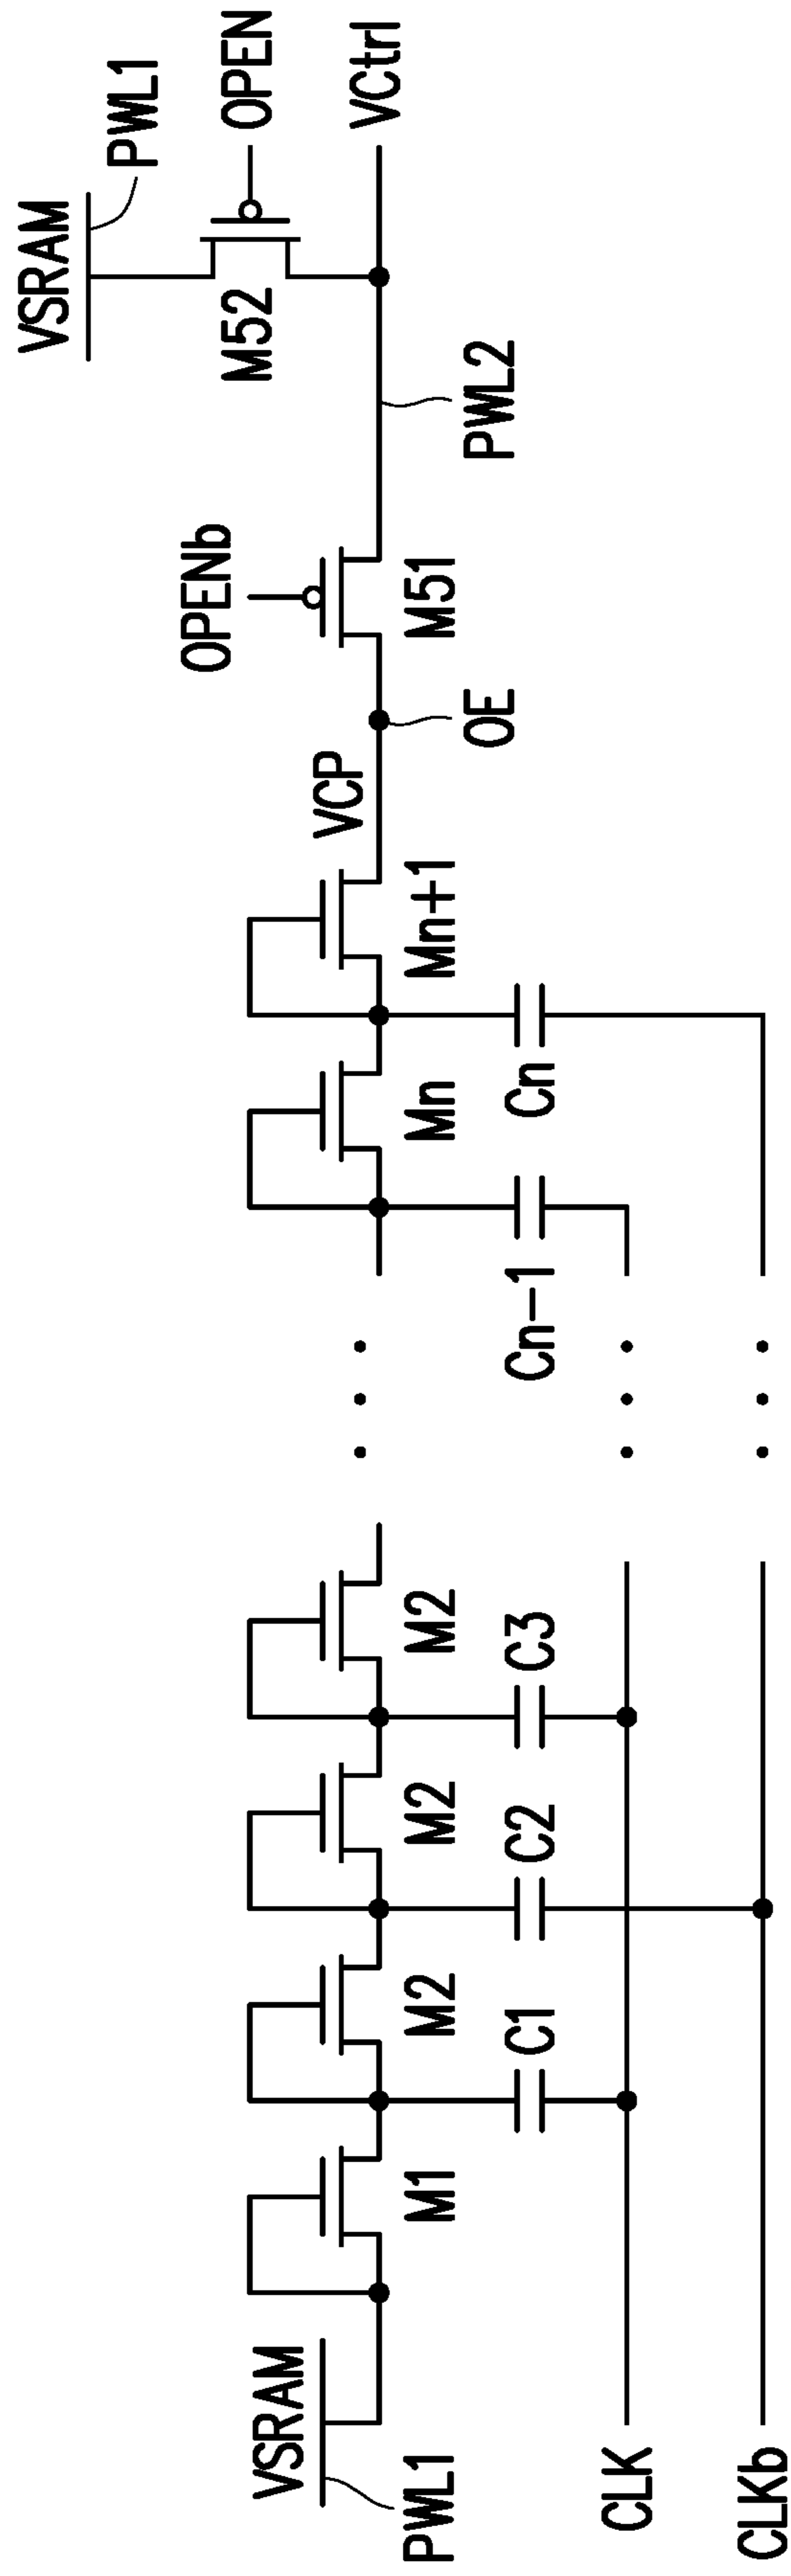 VSRAM
PWL1
OPEN
M52
VCtrl
PWL2
OPENb
M51
OE
VCP
Mn+1
Mn
Cn
Cn-1
M2
M2
M2
M1
C3
C2
C1
VSRAM
PWL1
CLK
CLKb